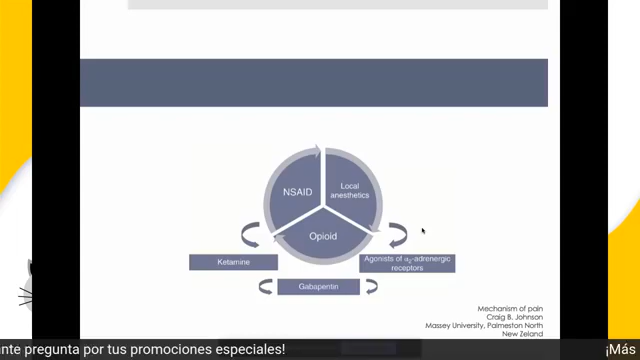 NSAID
Local
anesthetics
Opioid
Ketamine
Agonists of α₂-adrenergic
receptors
Gabapentin
Mechanism of pain
Craig B. Johnson
Massey University, Palmeston North
New Zeland
ante pregunta por tus promociones especiales!
¡Más